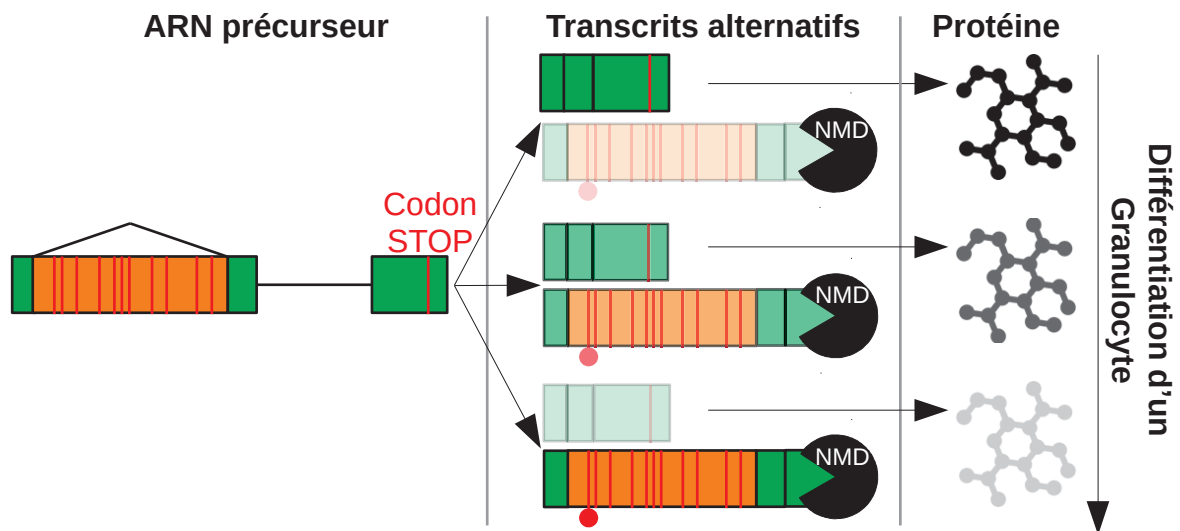 ARN précurseur
Transcrits alternatifs
Protéine
Codon
STOP
NMD
NMD
NMD
Différentiation d'un
Granulocyte